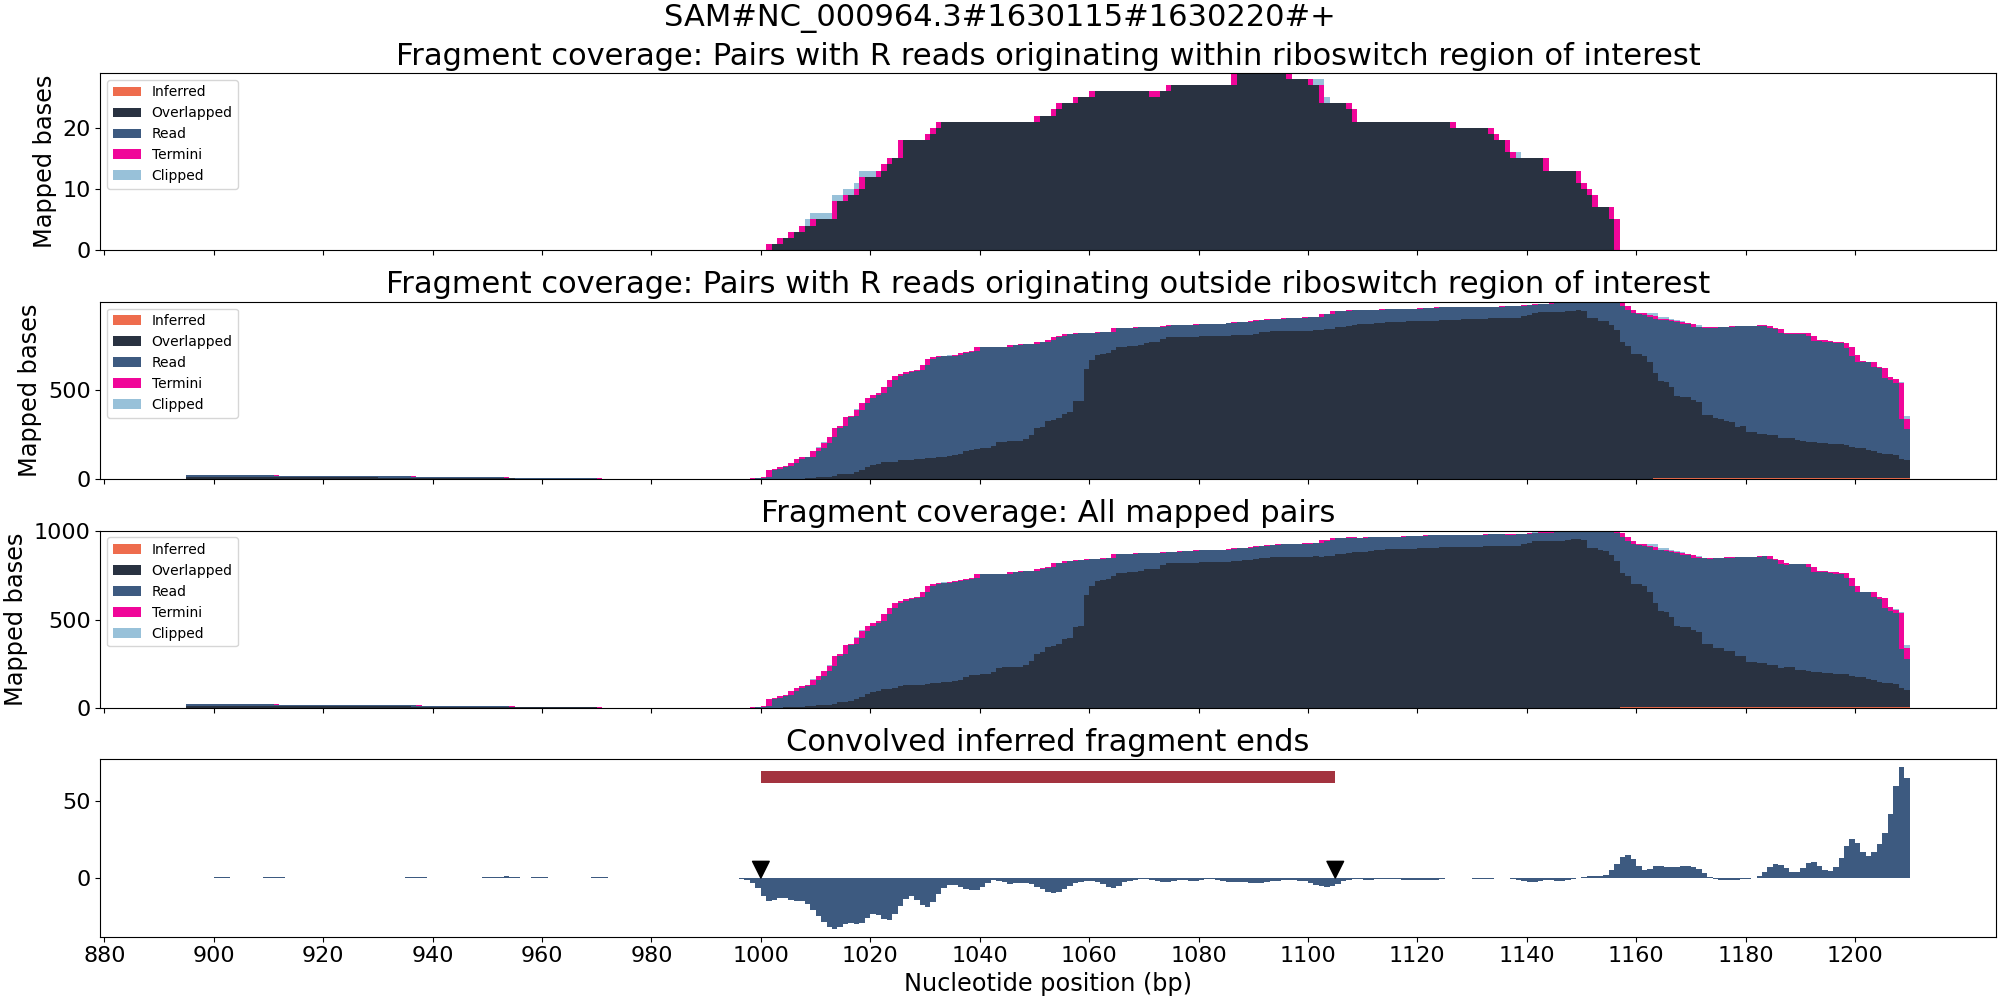 SAM#NC_000964.3#1630115#1630220#+
Fragment coverage: Pairs with R reads originating within riboswitch region of interest
Mapped bases
20
10
0
Inferred
Overlapped
Read
Termini
Clipped
Fragment coverage: Pairs with R reads originating outside riboswitch region of interest
Mapped bases
500
0
Inferred
Overlapped
Read
Termini
Clipped
Fragment coverage: All mapped pairs
Mapped bases
1000
500
0
Inferred
Overlapped
Read
Termini
Clipped
Convolved inferred fragment ends
50
0
880 900 920 940 960 980 1000 1020 1040 1060 1080 1100 1120 1140 1160 1180 1200
Nucleotide position (bp)